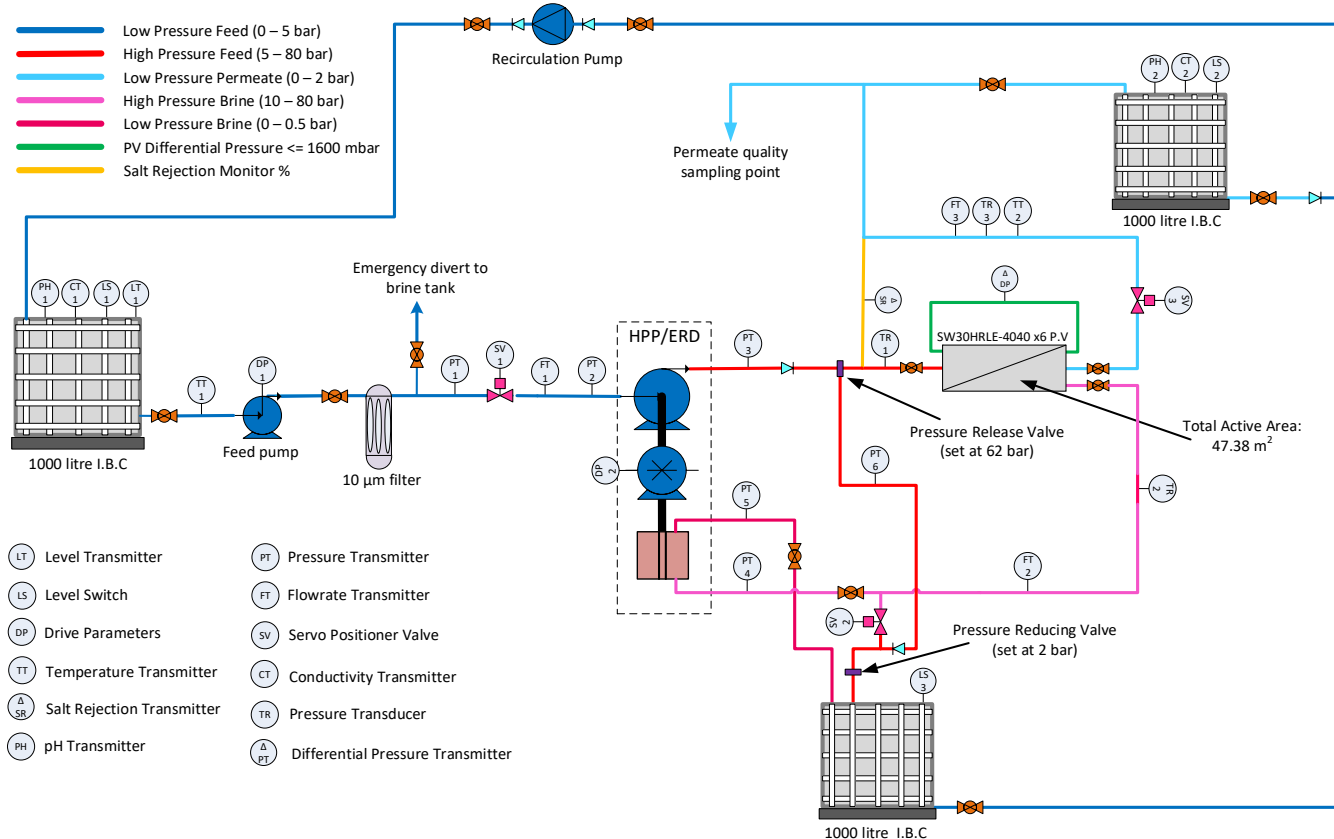 Low Pressure Feed (0 – 5 bar)
High Pressure Feed (5 – 80 bar)
Low Pressure Permeate (0 – 2 bar)
High Pressure Brine (10 – 80 bar)
Low Pressure Brine (0 – 0.5 bar)
PV Differential Pressure <= 1600 mbar
Salt Rejection Monitor %
Recirculation Pump
PH
2
CT
2
LS
2
1000 litre I.B.C
Permeate quality
sampling point
FT
3
TR
3
TT
2
SV
3
Δ
DP
Δ
SR
SW30HRLE-4040 x6 P.V
Total Active Area:
47.38 m²
PH
1
CT
1
LS
1
LT
1
1000 litre I.B.C
TT
1
DP
1
Feed pump
10 µm filter
Emergency divert to
brine tank
PT
1
SV
1
FT
1
PT
2
HPP/ERD
DP
2
PT
3
TR
1
Pressure Release Valve
(set at 62 bar)
PT
6
TR
2
PT
5
PT
4
FT
2
SV
2
Pressure Reducing Valve
(set at 2 bar)
LS
3
1000 litre I.B.C
LT
Level Transmitter
LS
Level Switch
DP
Drive Parameters
TT
Temperature Transmitter
Δ
SR
Salt Rejection Transmitter
PH
pH Transmitter
PT
Pressure Transmitter
FT
Flowrate Transmitter
SV
Servo Positioner Valve
CT
Conductivity Transmitter
TR
Pressure Transducer
Δ
PT
Differential Pressure Transmitter